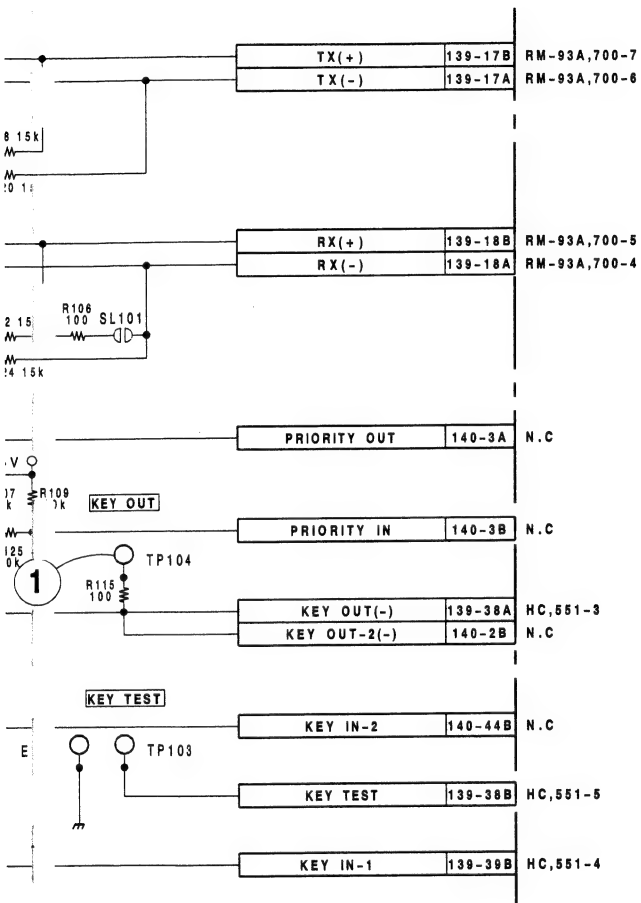 TX(+) 139-17B RM-93A,700-7
TX(-) 139-17A RM-93A,700-6
8 15k
RX(+) 139-18B RM-93A,700-5
RX(-) 139-18A RM-93A,700-4
R106
100 SL101
2 15
24 15k
PRIORITY OUT 140-3A N.C
V
R109
KEY OUT
PRIORITY IN 140-3B N.C
TP104
1
R115
100
KEY OUT(-) 139-38A HC,551-3
KEY OUT-2(-) 140-2B N.C
KEY TEST
KEY IN-2 140-44B N.C
E
TP103
KEY TEST 139-38B HC,551-5
KEY IN-1 139-39B HC,551-4